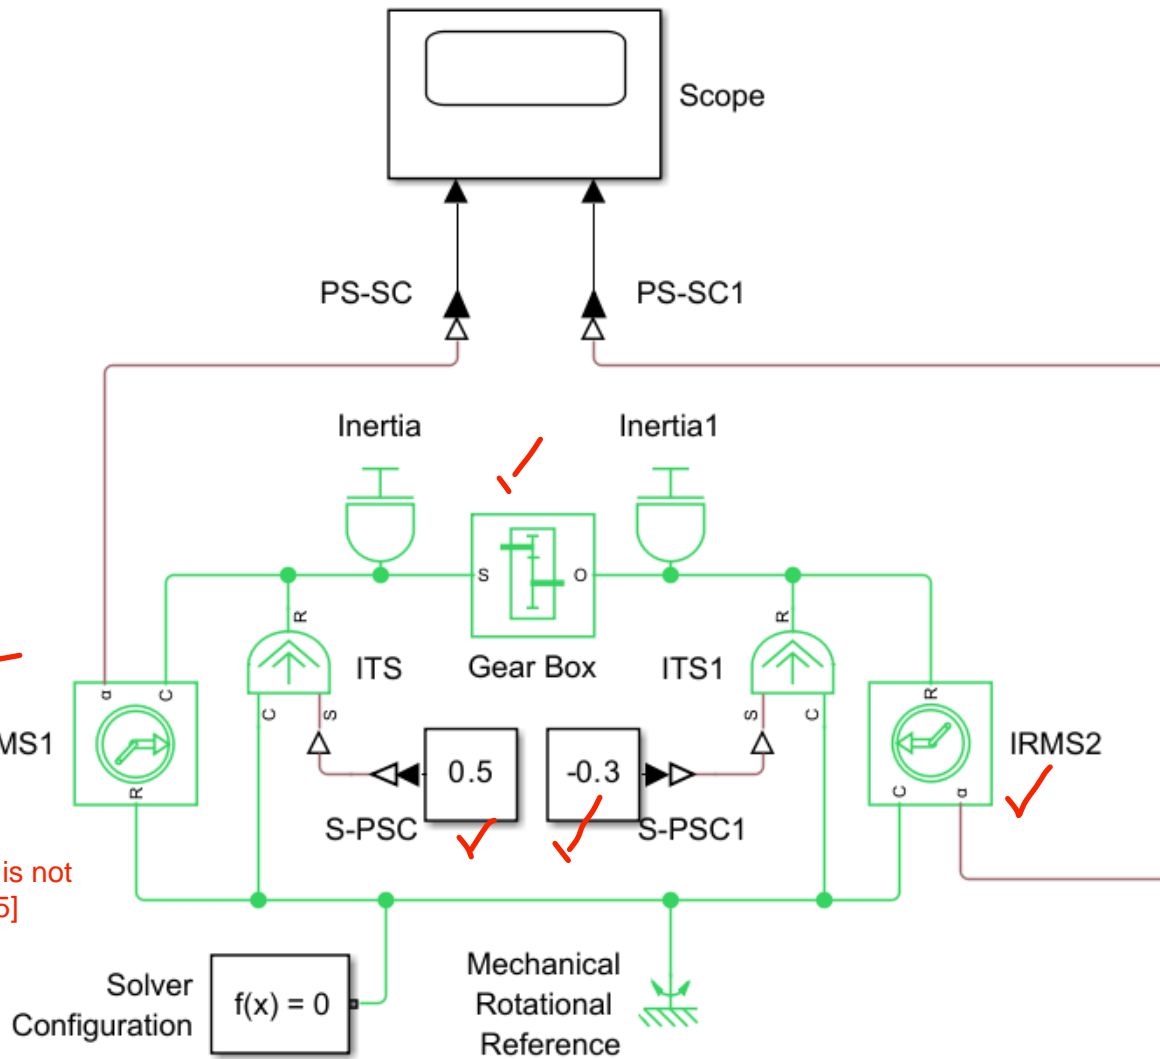 Scope
PS-SC
PS-SC1
Inertia
Inertia1
S
O
R
R
ITS
Gear Box
ITS1
α
C
R
C
S
S
C
MS1
0.5
-0.3
IRMS2
R
C
α
S-PSC
S-PSC1
is not
5]
Solver
Configuration
f(x) = 0
Mechanical
Rotational
Reference